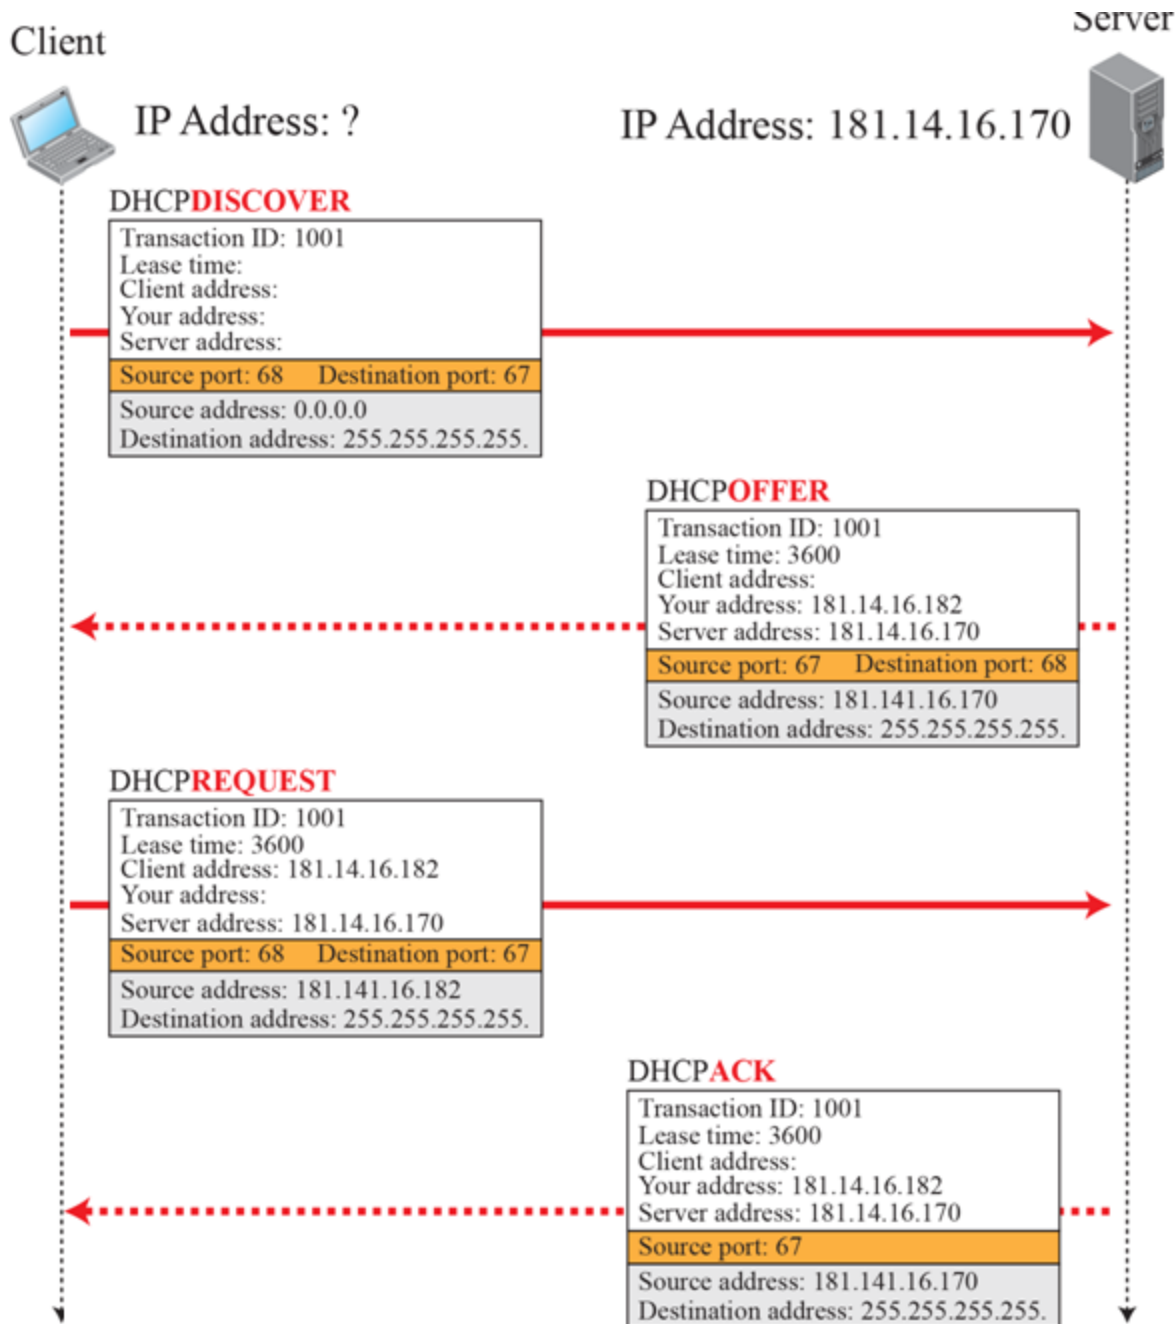 Client
Server
IP Address: ?
IP Address: 181.14.16.170
DHCPDISCOVER
Transaction ID: 1001
Lease time:
Client address:
Your address:
Server address:
Source port: 68 Destination port: 67
Source address: 0.0.0.0
Destination address: 255.255.255.255.
DHCPOFFER
Transaction ID: 1001
Lease time: 3600
Client address:
Your address: 181.14.16.182
Server address: 181.14.16.170
Source port: 67 Destination port: 68
Source address: 181.141.16.170
Destination address: 255.255.255.255.
DHCPREQUEST
Transaction ID: 1001
Lease time: 3600
Client address: 181.14.16.182
Your address:
Server address: 181.14.16.170
Source port: 68 Destination port: 67
Source address: 181.141.16.182
Destination address: 255.255.255.255.
DHCPACK
Transaction ID: 1001
Lease time: 3600
Client address:
Your address: 181.14.16.182
Server address: 181.14.16.170
Source port: 67
Source address: 181.141.16.170
Destination address: 255.255.255.255.